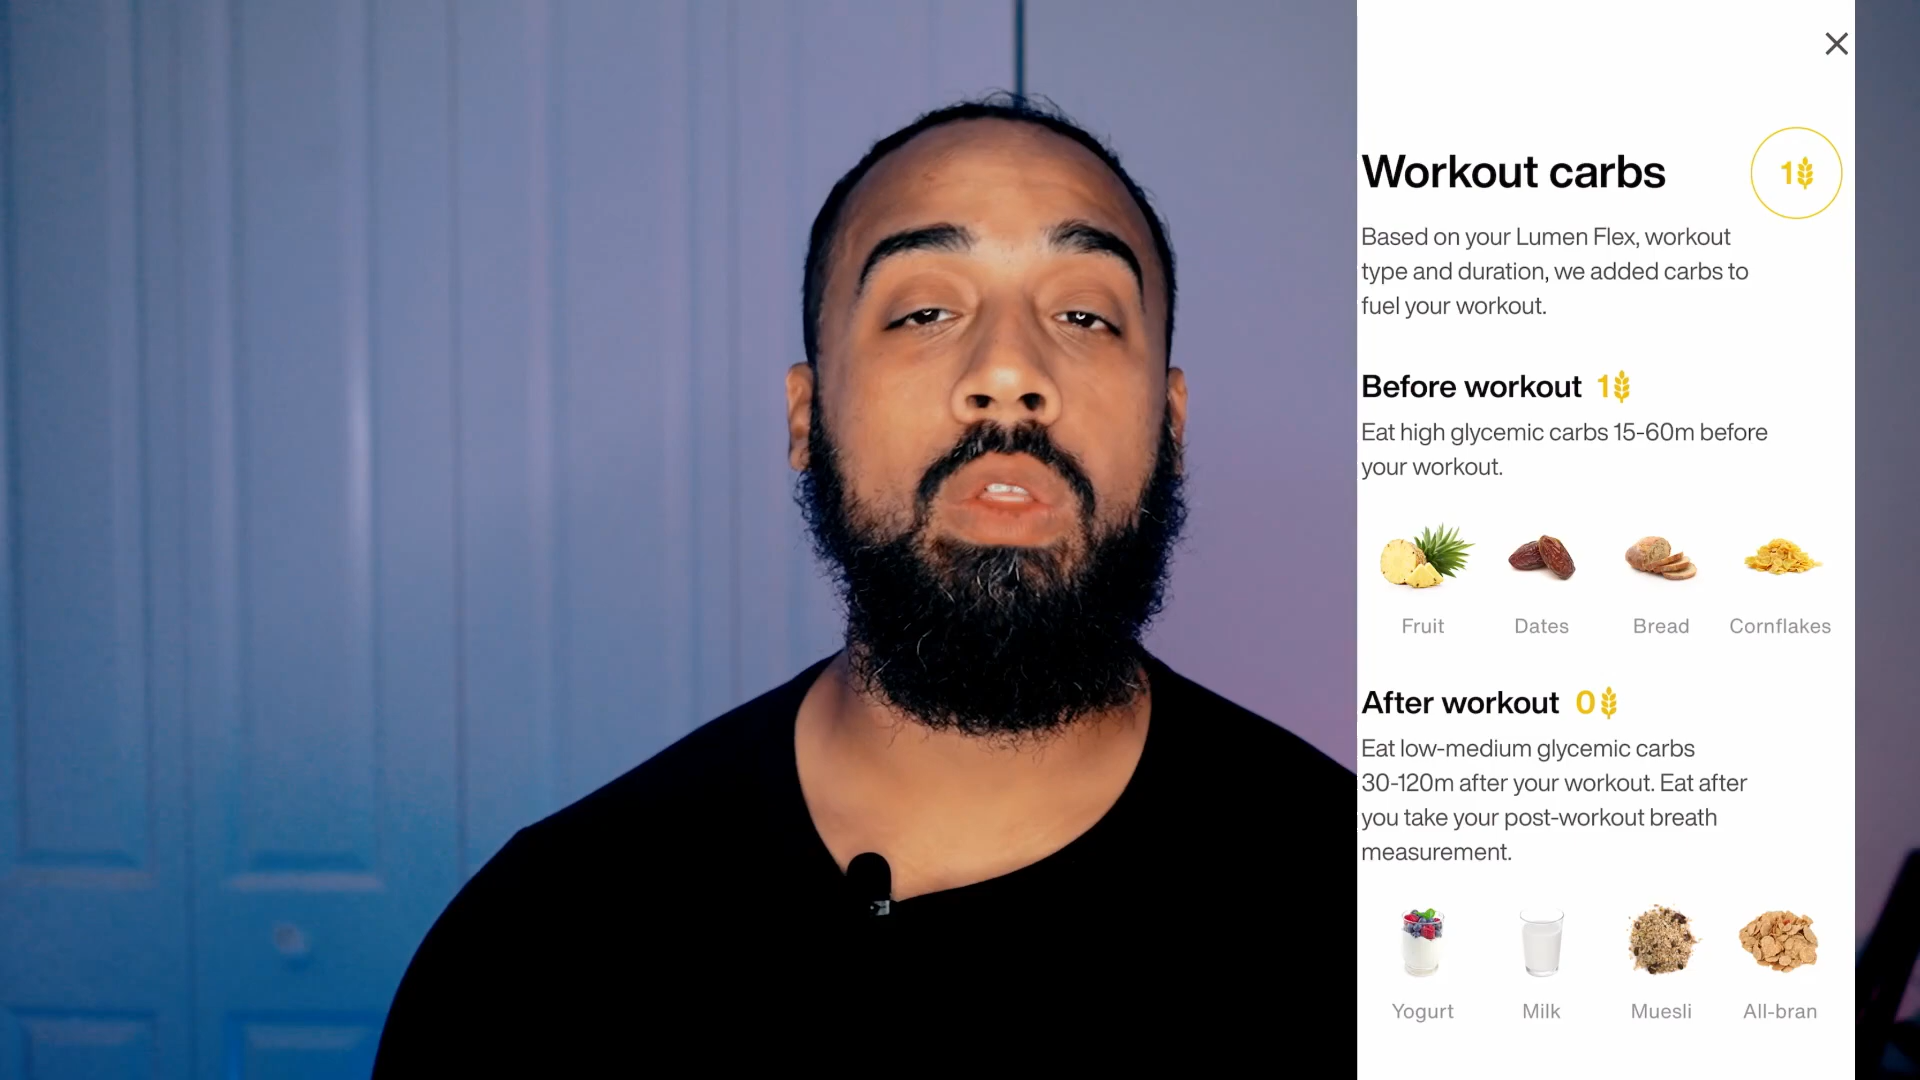 Workout carbs
1
Based on your Lumen Flex, workout
type and duration, we added carbs to
fuel your workout.
Before workout 1
Eat high glycemic carbs 15-60m before
your workout.
Fruit Dates Bread Cornflakes
After workout 0
Eat low-medium glycemic carbs
30-120m after your workout. Eat after
you take your post-workout breath
measurement.
Yogurt Milk Muesli All-bran